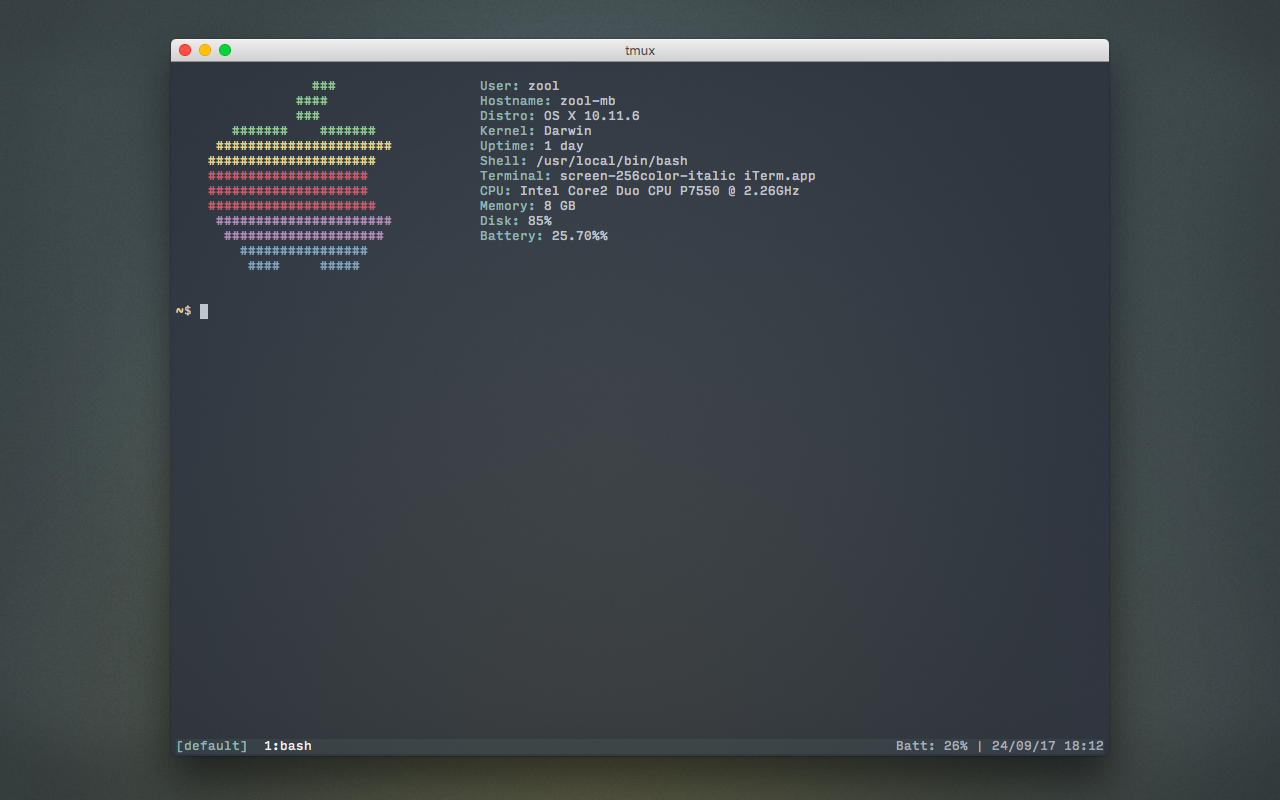 tmux
###
####
###
#######    #######
######################
#####################
####################
####################
#####################
######################
####################
################
####     #####
User: zool
Hostname: zool-mb
Distro: OS X 10.11.6
Kernel: Darwin
Uptime: 1 day
Shell: /usr/local/bin/bash
Terminal: screen-256color-italic iTerm.app
CPU: Intel Core2 Duo CPU P7550 @ 2.26GHz
Memory: 8 GB
Disk: 85%
Battery: 25.70%%
~$
[default]  1:bash
Batt: 26% | 24/09/17 18:12